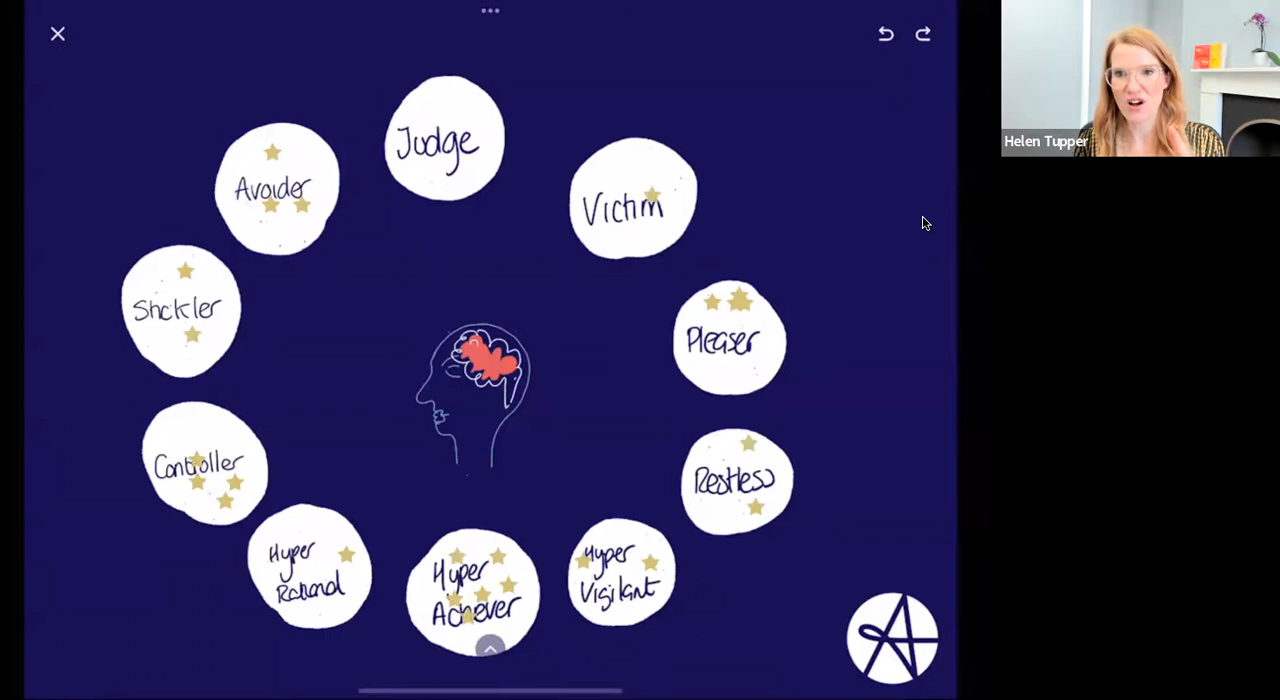 Judge
Avoider
Victim
Helen Tupper
Stickler
Pleaser
Controller
Restless
Hyper
Rational
Hyper
Achiever
Hyper
Vigilant